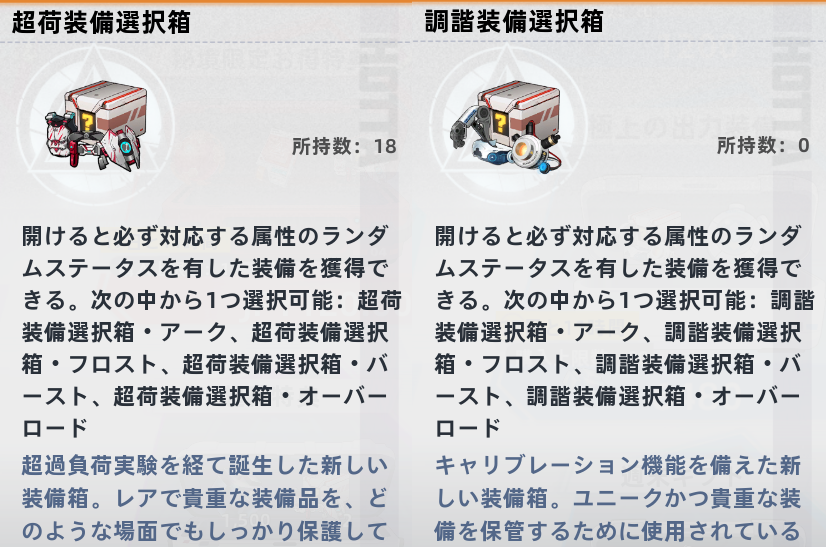 超荷装備選択箱
所持数：18
開けると必ず対応する属性のランダ
ムステータスを有した装備を獲得で
きる。次の中から1つ選択可能：超荷
装備選択箱・アーク、超荷装備選択
箱・フロスト、超荷装備選択箱・バ
ースト、超荷装備選択箱・オーバー
ロード
超過負荷実験を経て誕生した新しい
装備箱。レアで貴重な装備品を、ど
のような場面でもしっかり保護して
調諧装備選択箱
所持数：0
開けると必ず対応する属性のランダ
ムステータスを有した装備を獲得で
きる。次の中から1つ選択可能：調諧
装備選択箱・アーク、調諧装備選択
箱・フロスト、調諧装備選択箱・バ
ースト、調諧装備選択箱・オーバー
ロード
キャリブレーション機能を備えた新
しい装備箱。ユニークかつ貴重な装
備を保管するために使用されている